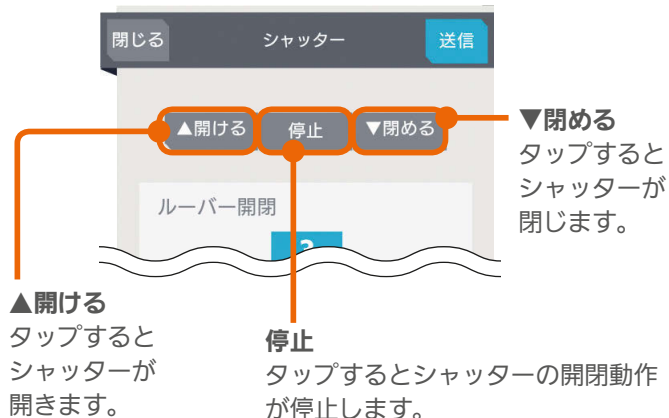 閉じる
シャッター
送信
▲開ける
停止
▼閉める
ルーバー開閉
▼閉める
タップすると
シャッターが
閉じます。
▲開ける
タップすると
シャッターが
開きます。
停止
タップするとシャッターの開閉動作
が停止します。